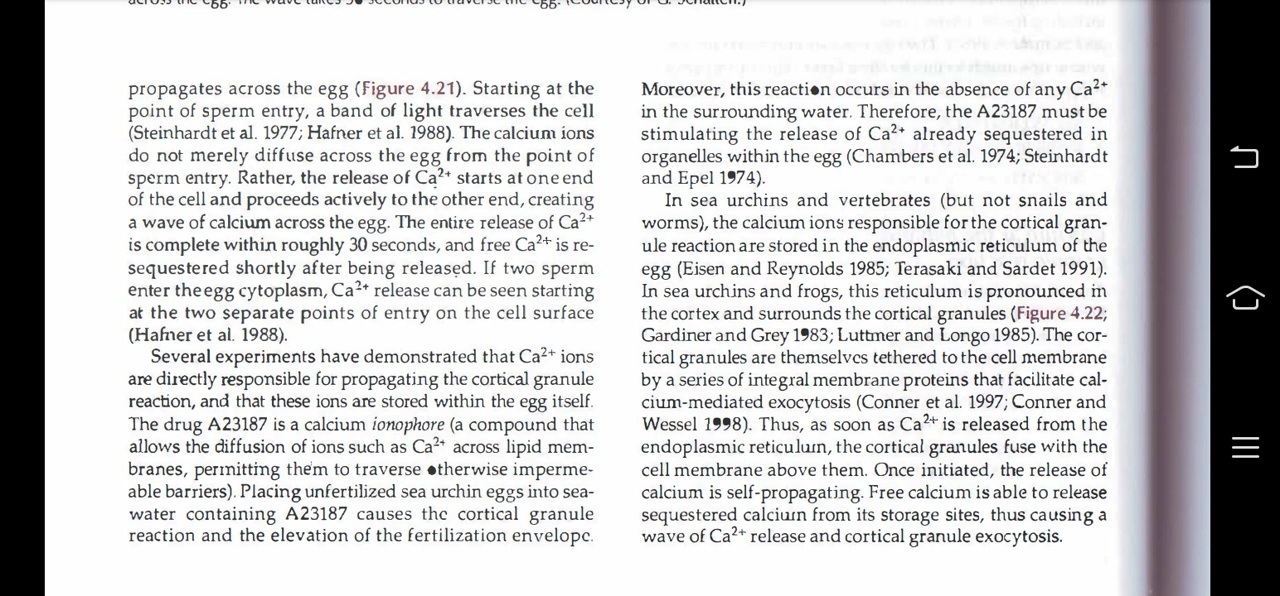 across the egg. The wave takes 30 seconds to traverse the egg. (Courtesy of G. Schatten.)
propagates across the egg (Figure 4.21). Starting at the
point of sperm entry, a band of light traverses the cell
(Steinhardt et al. 1977; Hafner et al. 1988). The calcium ions
do not merely diffuse across the egg from the point of
sperm entry. Rather, the release of Ca²⁺ starts at one end
of the cell and proceeds actively to the other end, creating
a wave of calcium across the egg. The entire release of Ca²⁺
is complete within roughly 30 seconds, and free Ca²⁺ is re-
sequestered shortly after being released. If two sperm
enter the egg cytoplasm, Ca²⁺ release can be seen starting
at the two separate points of entry on the cell surface
(Hafner et al. 1988).
Several experiments have demonstrated that Ca²⁺ ions
are directly responsible for propagating the cortical granule
reaction, and that these ions are stored within the egg itself.
The drug A23187 is a calcium ionophore (a compound that
allows the diffusion of ions such as Ca²⁺ across lipid mem-
branes, permitting them to traverse otherwise imperme-
able barriers). Placing unfertilized sea urchin eggs into sea-
water containing A23187 causes the cortical granule
reaction and the elevation of the fertilization envelope.
Moreover, this reaction occurs in the absence of any Ca²⁺
in the surrounding water. Therefore, the A23187 must be
stimulating the release of Ca²⁺ already sequestered in
organelles within the egg (Chambers et al. 1974; Steinhardt
and Epel 1974).
In sea urchins and vertebrates (but not snails and
worms), the calcium ions responsible for the cortical gran-
ule reaction are stored in the endoplasmic reticulum of the
egg (Eisen and Reynolds 1985; Terasaki and Sardet 1991).
In sea urchins and frogs, this reticulum is pronounced in
the cortex and surrounds the cortical granules (Figure 4.22;
Gardiner and Grey 1983; Luttmer and Longo 1985). The cor-
tical granules are themselves tethered to the cell membrane
by a series of integral membrane proteins that facilitate cal-
cium-mediated exocytosis (Conner et al. 1997; Conner and
Wessel 1998). Thus, as soon as Ca²⁺ is released from the
endoplasmic reticulum, the cortical granules fuse with the
cell membrane above them. Once initiated, the release of
calcium is self-propagating. Free calcium is able to release
sequestered calcium from its storage sites, thus causing a
wave of Ca²⁺ release and cortical granule exocytosis.